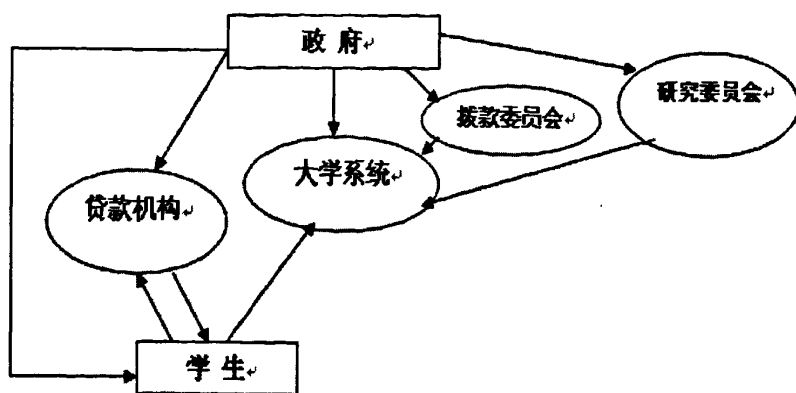 政 府
研究委员会
拨款委员会
大学系统
贷款机构
学 生